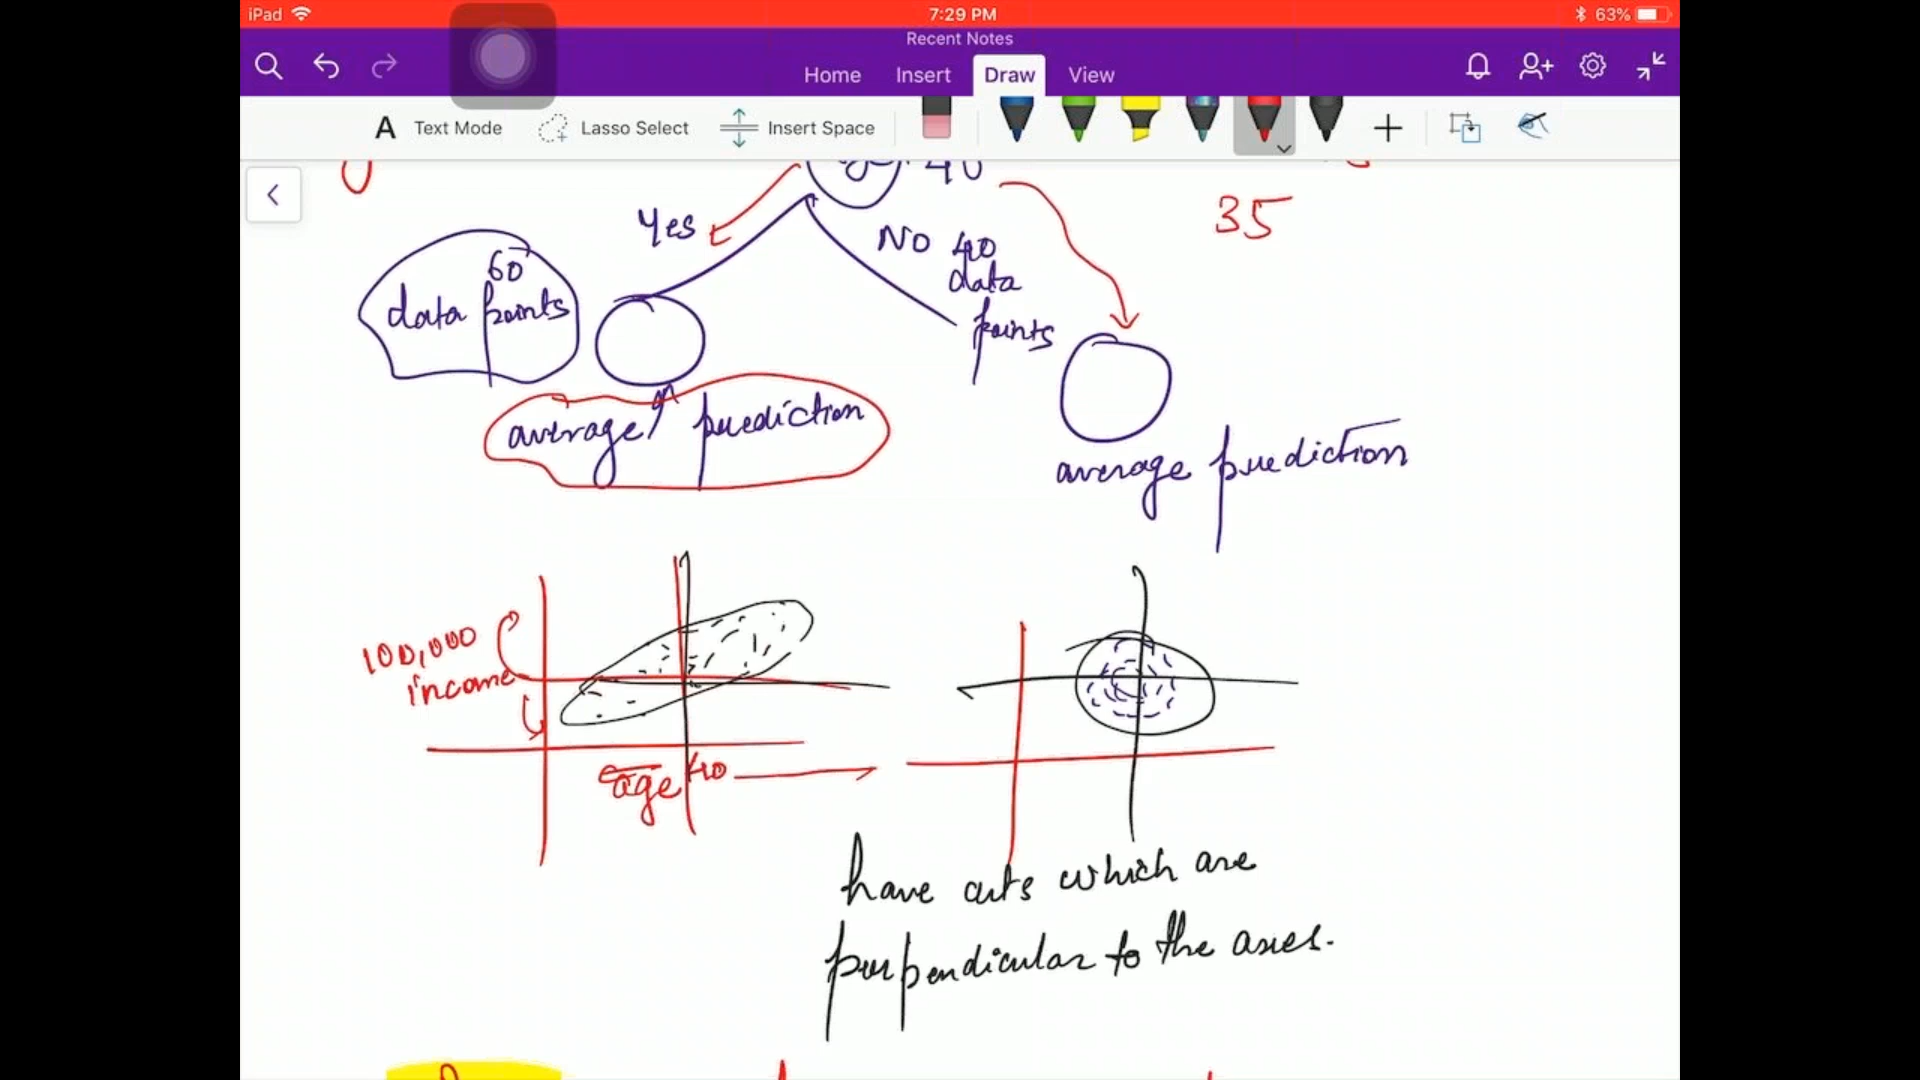 iPad 7:29 PM 63%
Recent Notes
Home Insert Draw View
A Text Mode Lasso Select Insert Space
40
35
Yes
No 40
data
points
60
data points
average prediction
average prediction
100,000
income
age 40
have cuts which are
perpendicular to the axes.